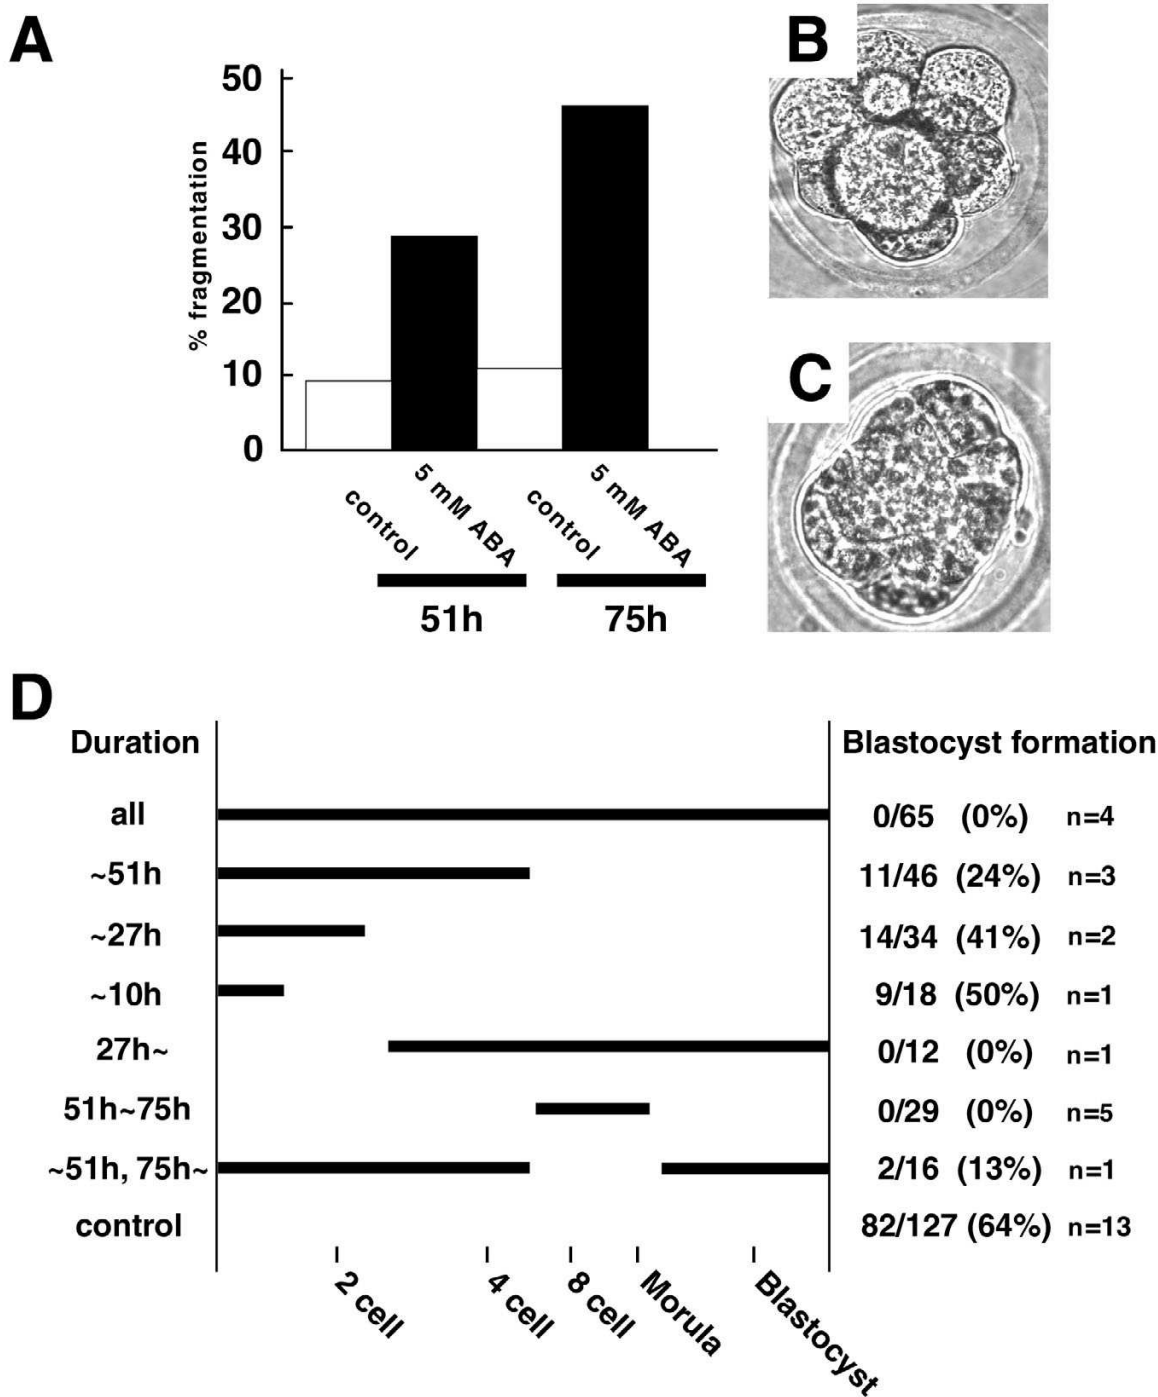 A
B
50
40
30
20
10
0
% fragmentation
control
5 mM ABA
control
5 mM ABA
51h
75h
C
D
Duration
Blastocyst formation
all
0/65 (0%) n=4
~51h
11/46 (24%) n=3
~27h
14/34 (41%) n=2
~10h
9/18 (50%) n=1
27h~
0/12 (0%) n=1
51h~75h
0/29 (0%) n=5
~51h, 75h~
2/16 (13%) n=1
control
82/127 (64%) n=13
2 cell
4 cell
8 cell
Morula
Blastocyst